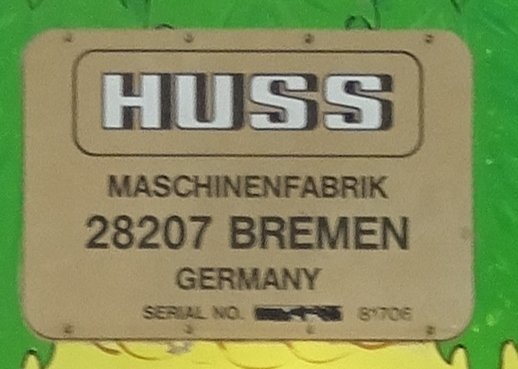 HUSS
MASCHINENFABRIK
28207 BREMEN
GERMANY
SERIAL NO.